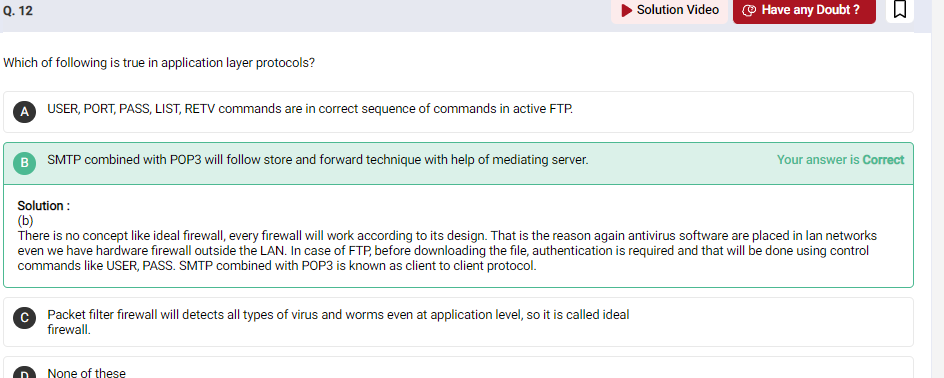 Q. 12
Solution Video
Have any Doubt ?
Which of following is true in application layer protocols?
A
USER, PORT, PASS, LIST, RETV commands are in correct sequence of commands in active FTP.
B
SMTP combined with POP3 will follow store and forward technique with help of mediating server.
Your answer is Correct
Solution :
(b)
There is no concept like ideal firewall, every firewall will work according to its design. That is the reason again antivirus software are placed in lan networks
even we have hardware firewall outside the LAN. In case of FTP, before downloading the file, authentication is required and that will be done using control
commands like USER, PASS. SMTP combined with POP3 is known as client to client protocol.
C
Packet filter firewall will detects all types of virus and worms even at application level, so it is called ideal
firewall.
D
None of these